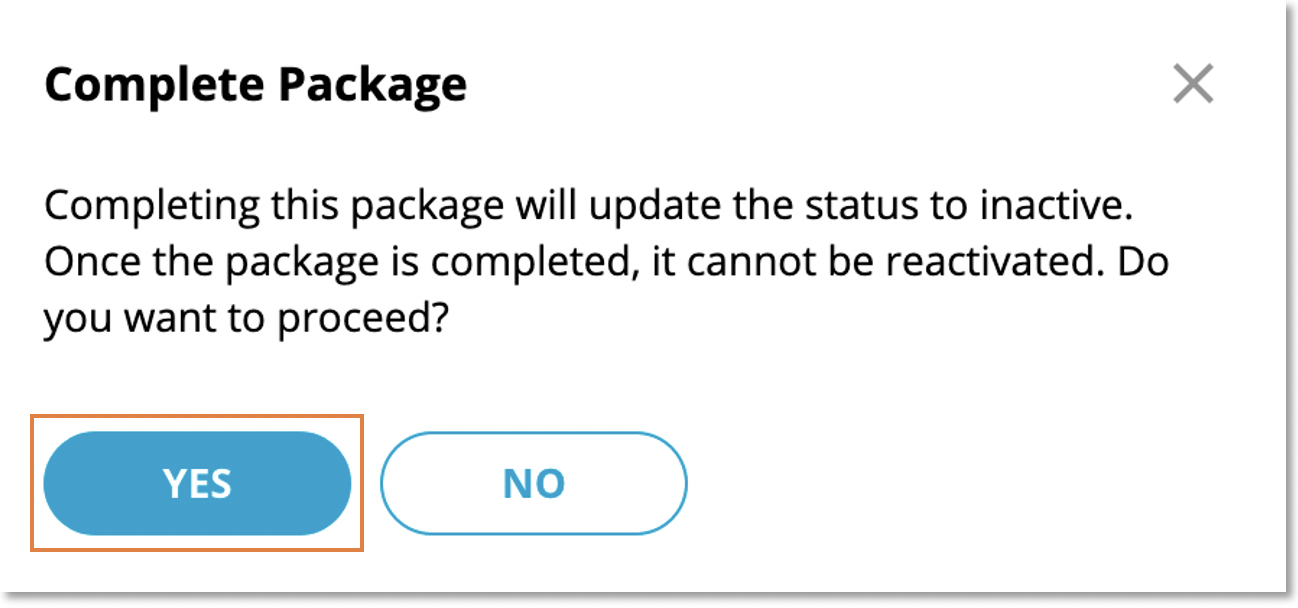 Complete Package
Completing this package will update the status to inactive.
Once the package is completed, it cannot be reactivated. Do
you want to proceed?
YES
NO